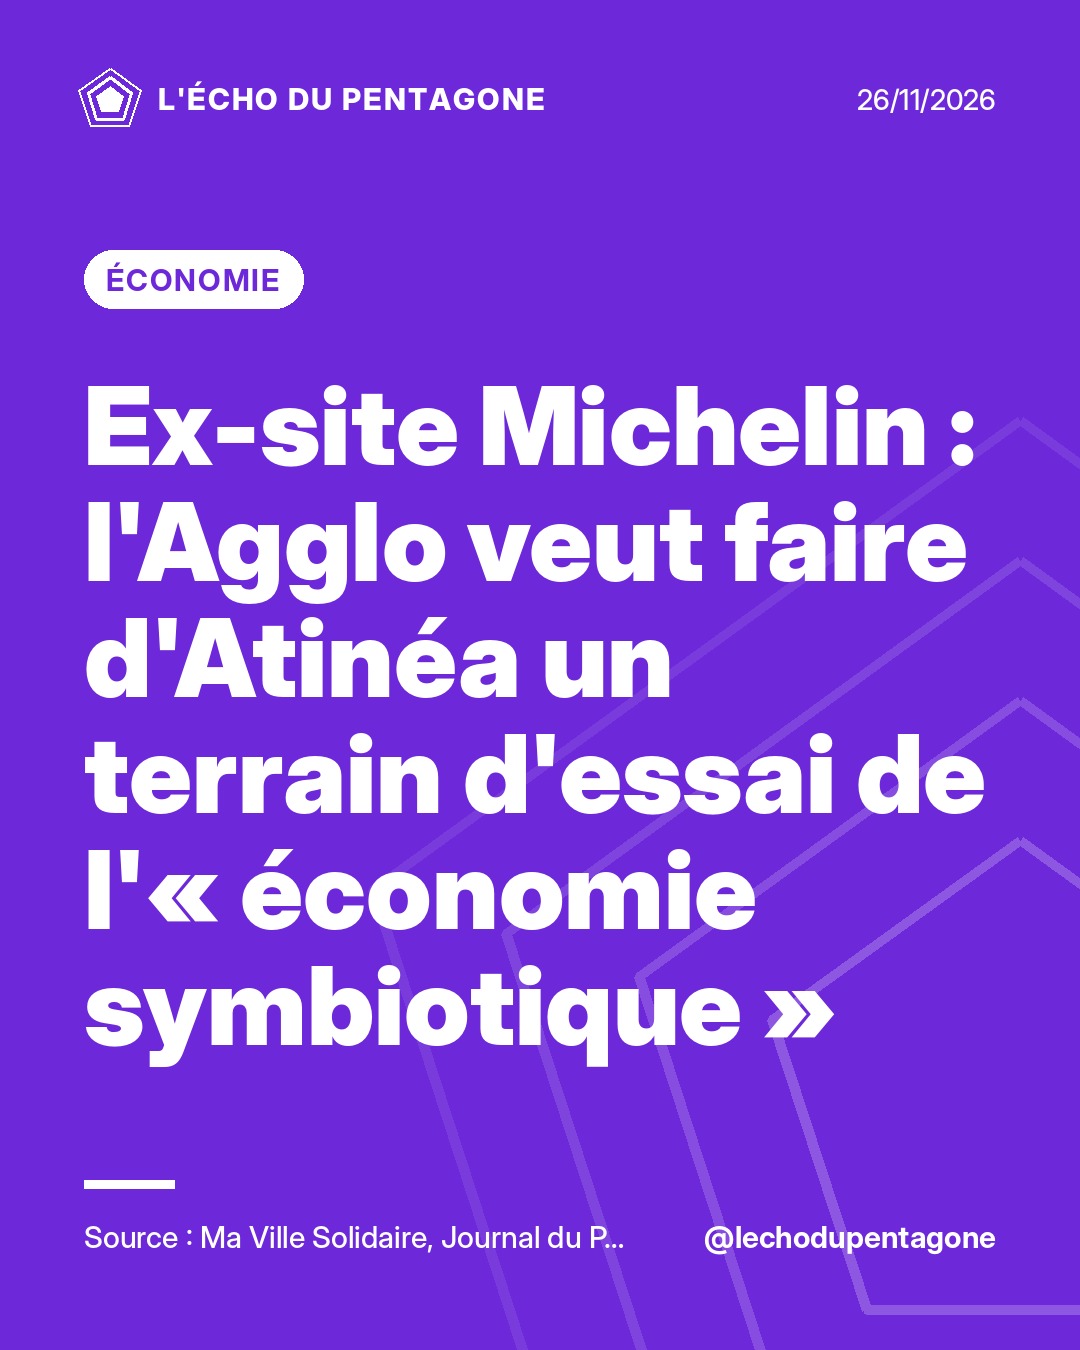 L'ÉCHO DU PENTAGONE
26/11/2026
ÉCONOMIE
Ex-site Michelin :
l'Agglo veut faire
d'Atinéa un
terrain d'essai de
l'« économie
symbiotique »
Source : Ma Ville Solidaire, Journal du P...
@lechodupentagone